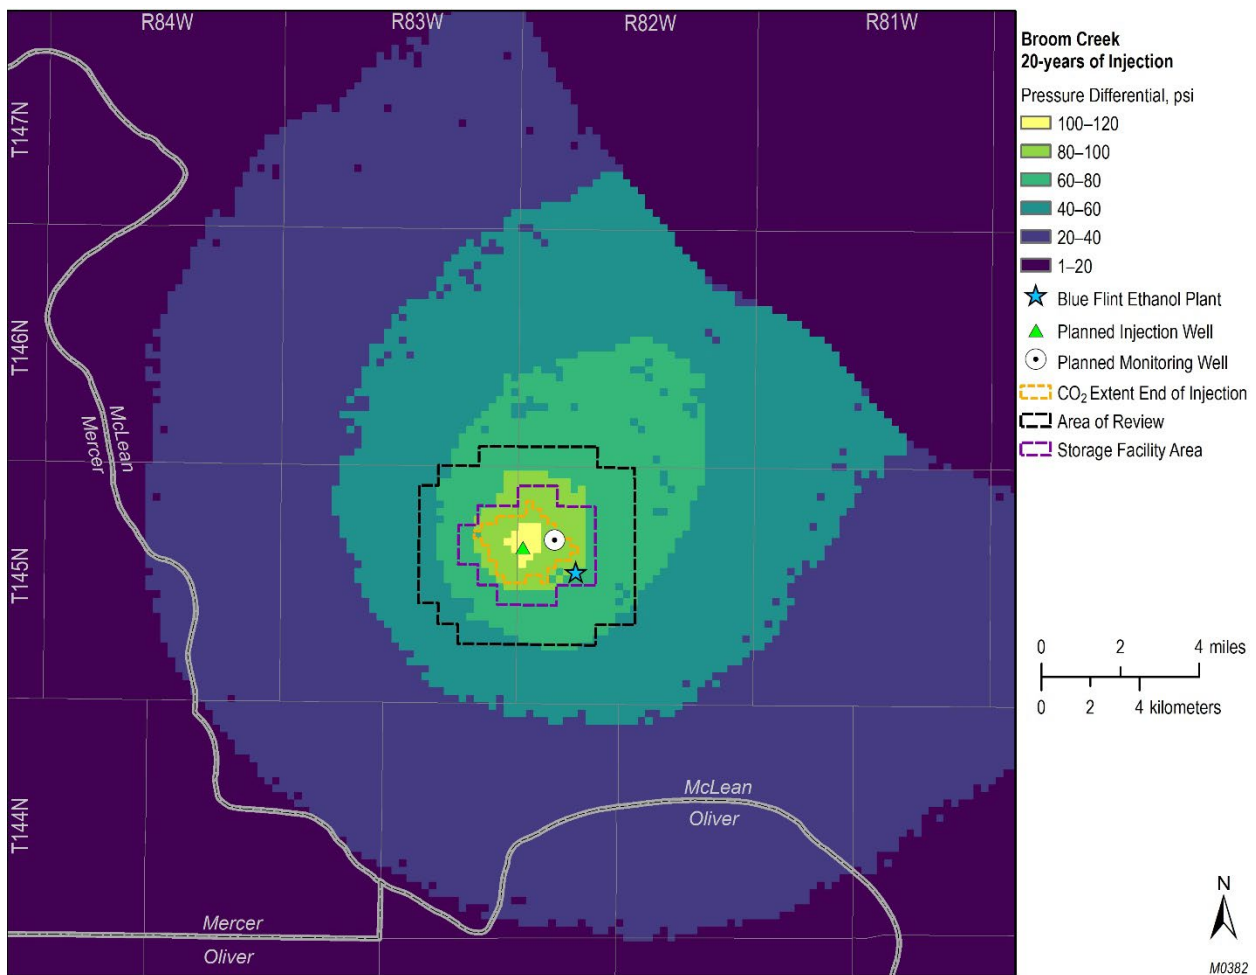 R84W
R83W
R82W
R81W
T147N
T146N
T145N
T144N
McLean
Mercer
McLean
Oliver
Mercer
Oliver
Broom Creek
20-years of Injection
Pressure Differential, psi
100–120
80–100
60–80
40–60
20–40
1–20
Blue Flint Ethanol Plant
Planned Injection Well
Planned Monitoring Well
CO₂ Extent End of Injection
Area of Review
Storage Facility Area
0 2 4 miles
0 2 4 kilometers
N
M0382